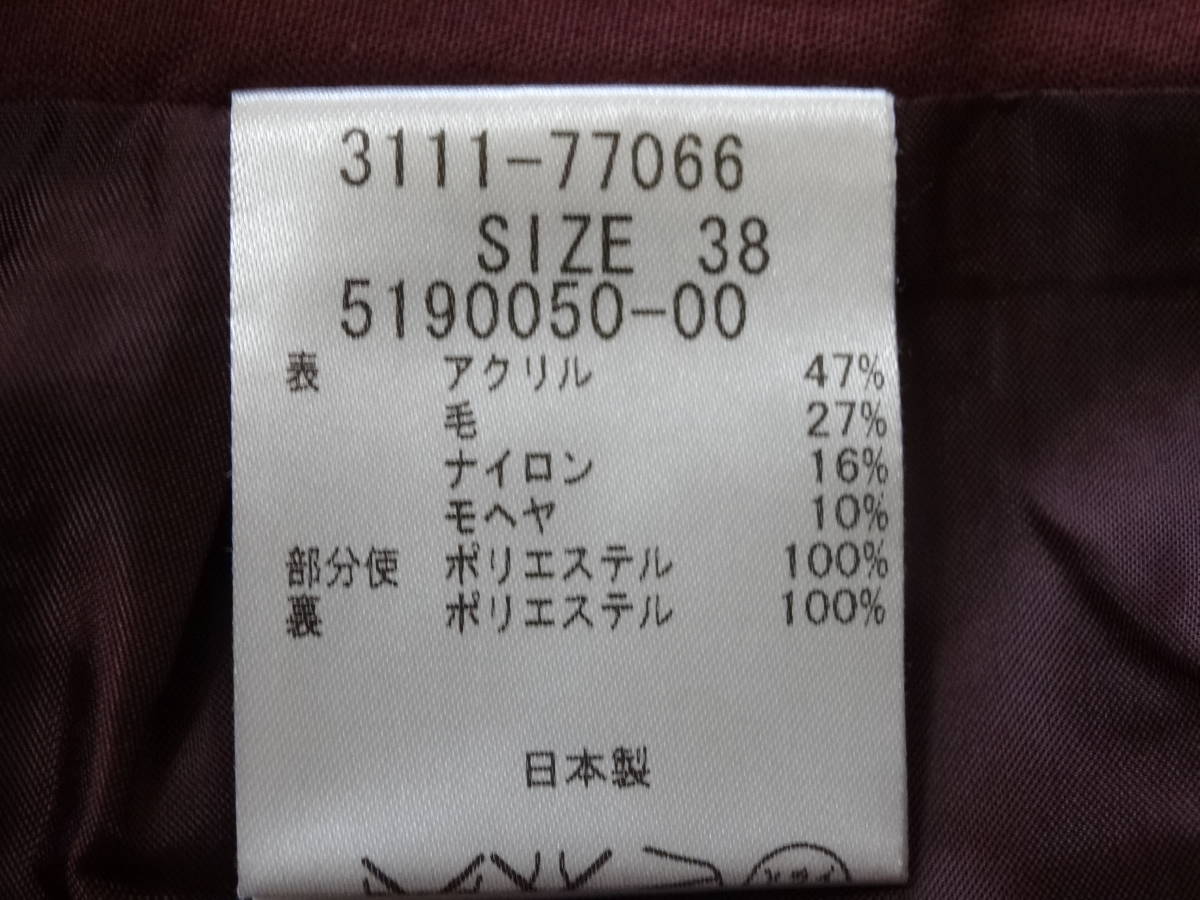 3111-77066
SIZE 38
5190050-00
表 アクリル 47%
毛 27%
ナイロン 16%
モヘヤ 10%
部分使 ポリエステル 100%
裏 ポリエステル 100%
日本製